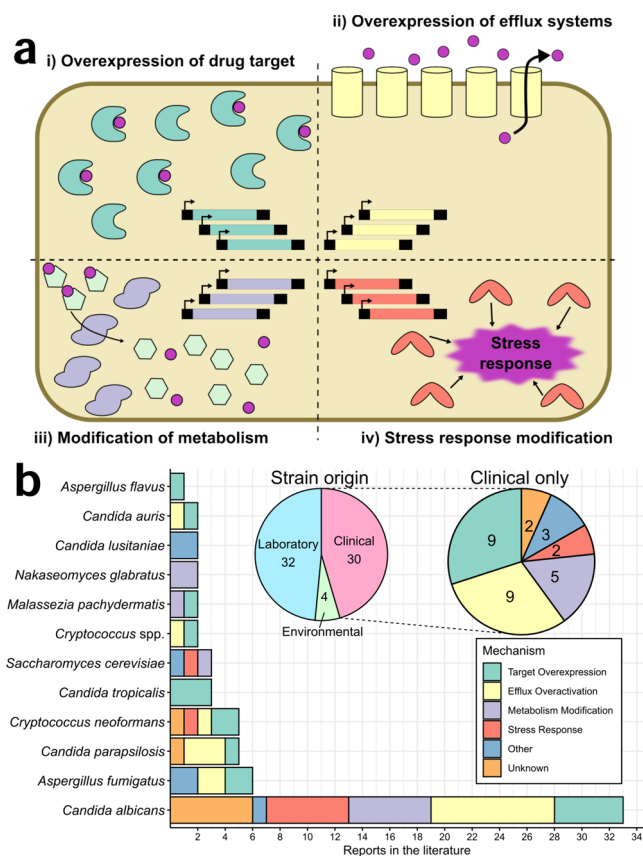 a
ii) Overexpression of efflux systems
i) Overexpression of drug target
Stress
response
iii) Modification of metabolism
iv) Stress response modification
b
Strain origin
Clinical only
Aspergillus flavus
Candida auris
Candida lusitaniae
Nakaseomyces glabratus
Malassezia pachydermatis
Cryptococcus spp.
Saccharomyces cerevisiae
Candida tropicalis
Cryptococcus neoformans
Candida parapsilosis
Aspergillus fumigatus
Candida albicans
Laboratory
32
Clinical
30
4
Environmental
2
3
2
5
9
9
Mechanism
Target Overexpression
Efflux Overactivation
Metabolism Modification
Stress Response
Other
Unknown
2 4 6 8 10 12 14 16 18 20 22 24 26 28 30 32 34
Reports in the literature